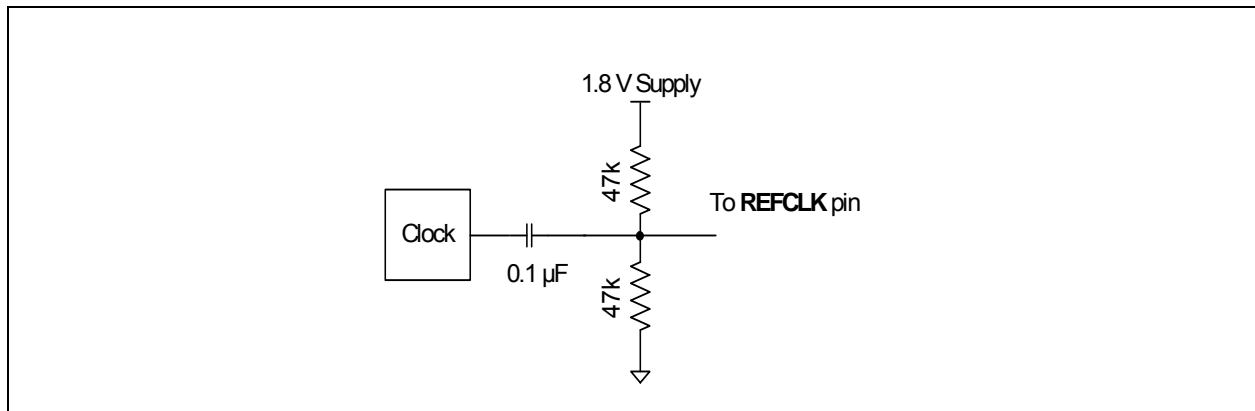 1.8 V Supply
47k
To REFCLK pin
Clock
0.1 µF
47k